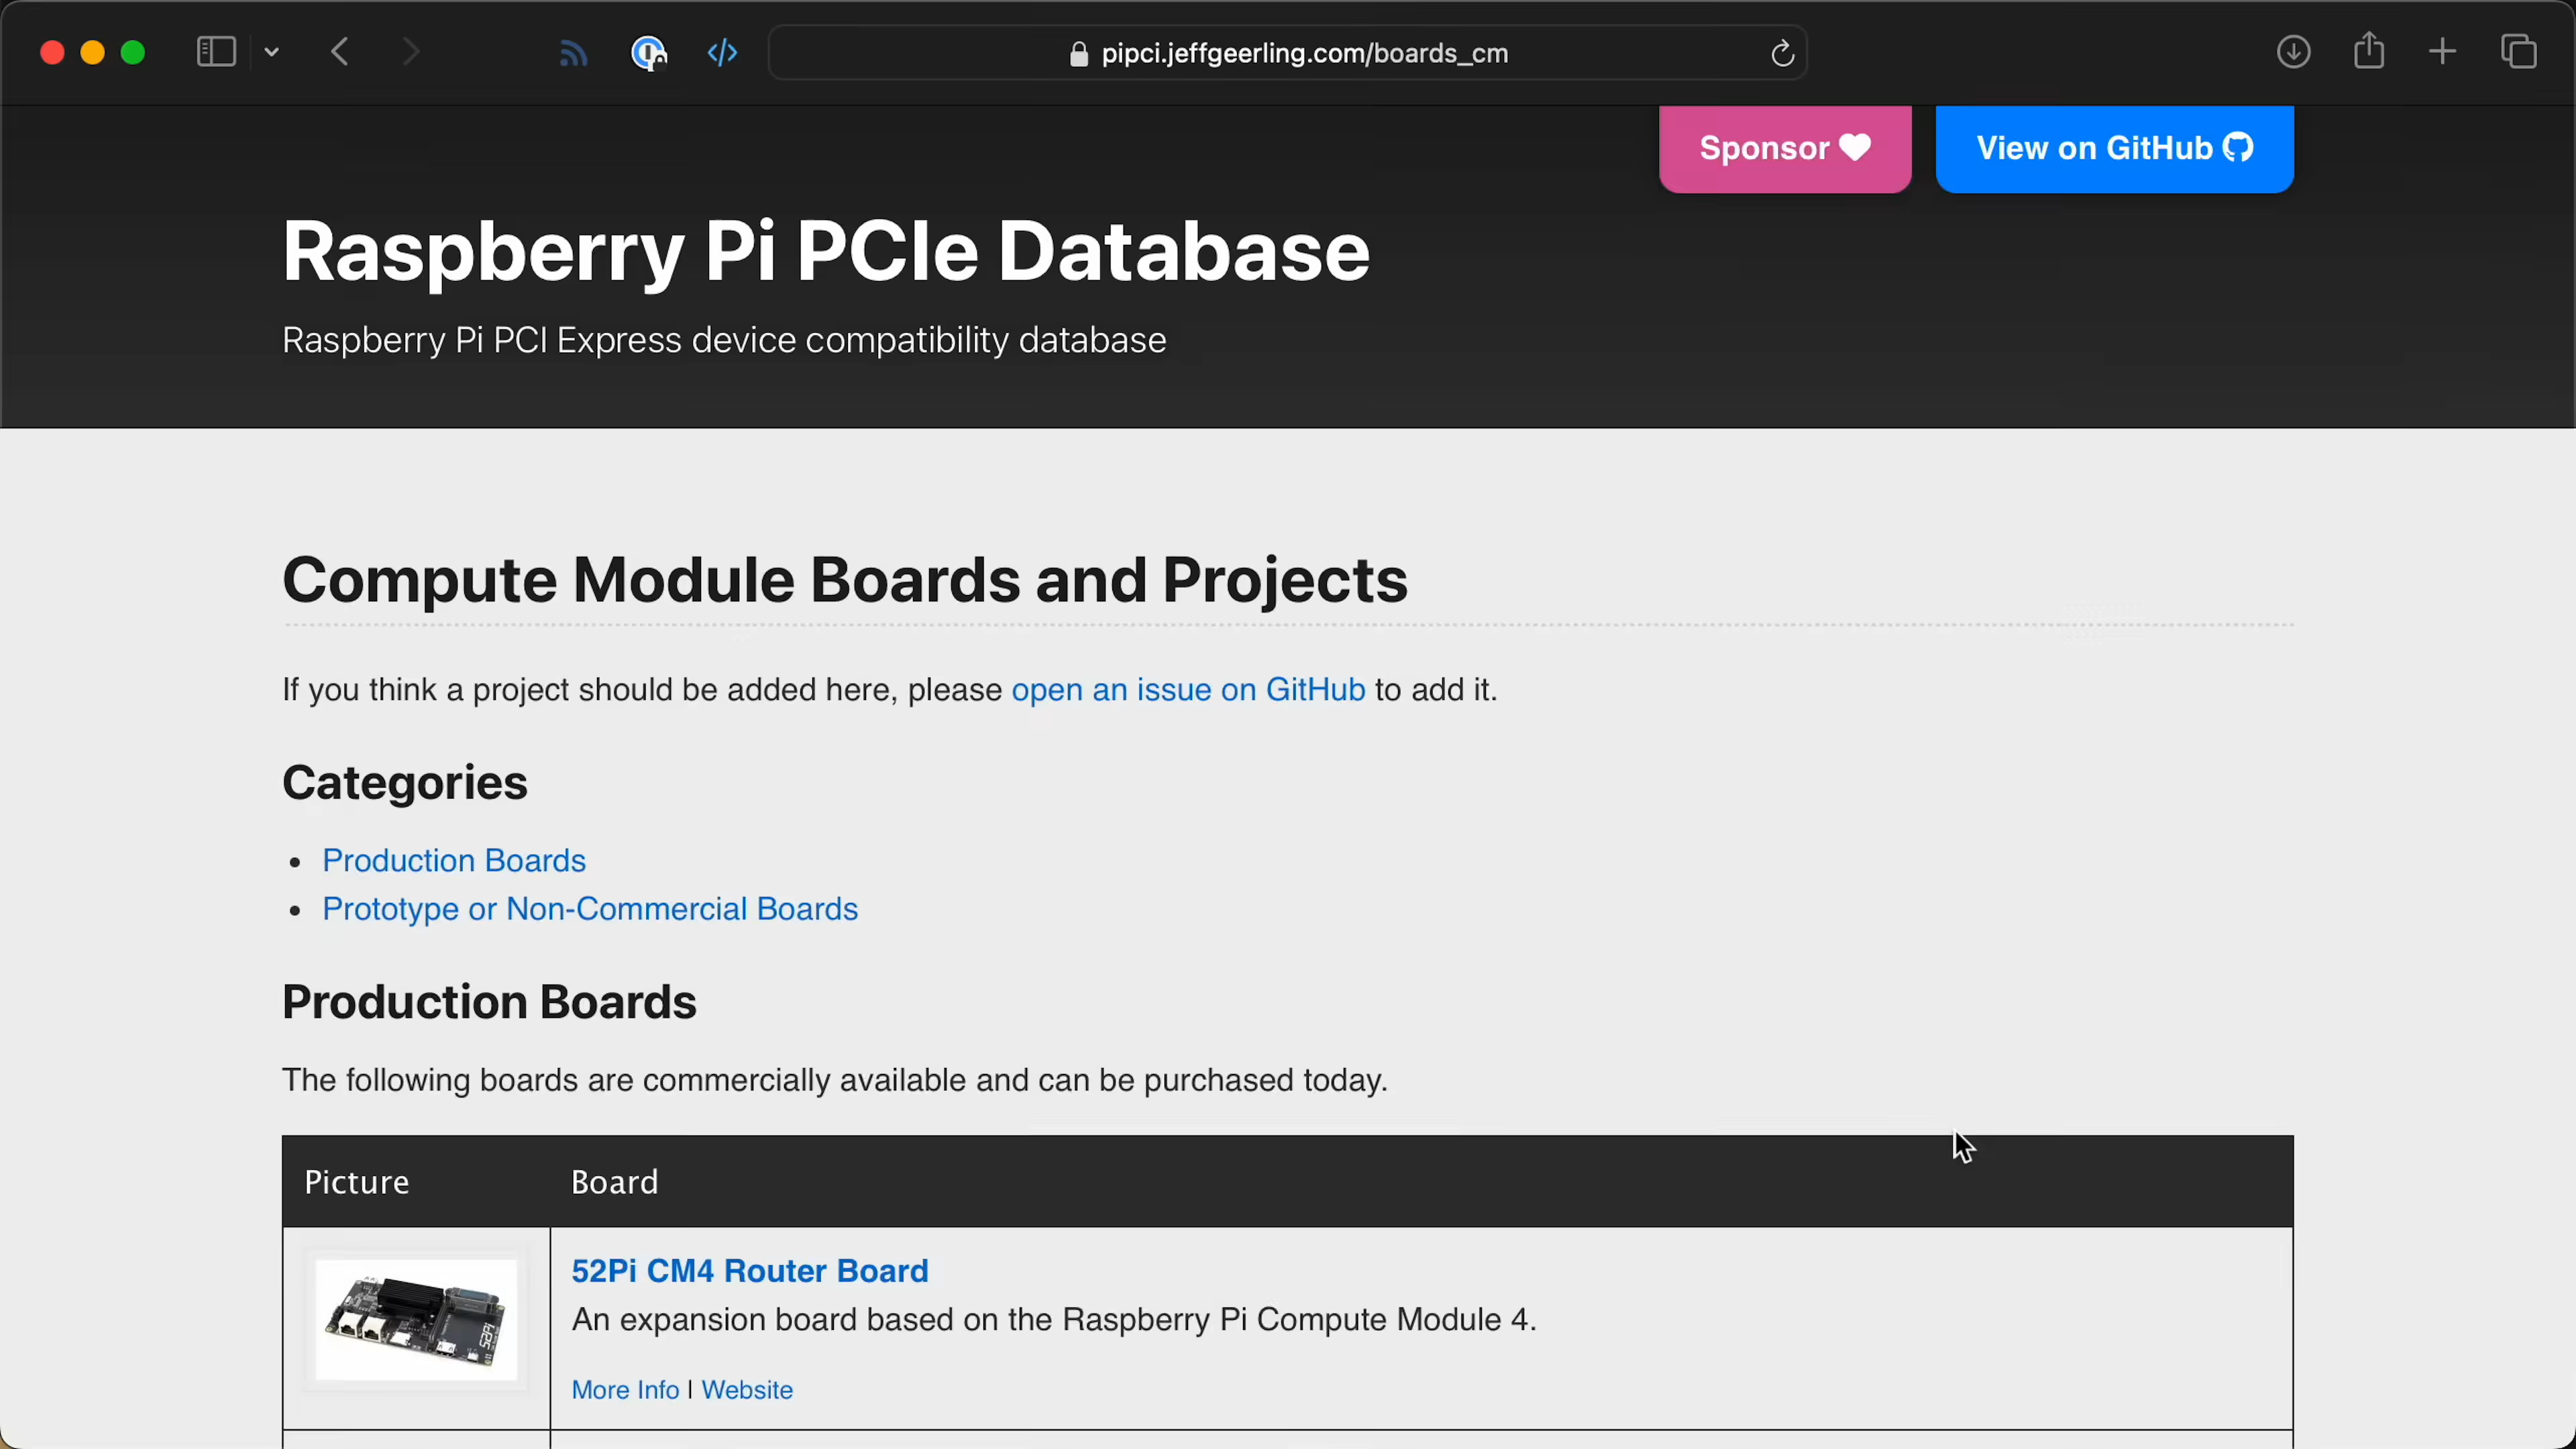 pipci.jeffgeerling.com/boards_cm
Sponsor
View on GitHub
Raspberry Pi PCIe Database
Raspberry Pi PCI Express device compatibility database
Compute Module Boards and Projects
If you think a project should be added here, please open an issue on GitHub to add it.
Categories
Production Boards
Prototype or Non-Commercial Boards
Production Boards
The following boards are commercially available and can be purchased today.
Picture Board
52Pi CM4 Router Board
An expansion board based on the Raspberry Pi Compute Module 4.
52Pi
More Info | Website